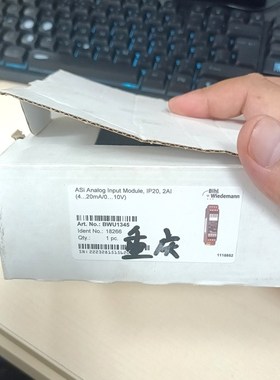 ASi Analog Input Module, IP20, 2AI
(4...20mA/0...10V)
Art. No.: BWU1345
Ident No.: 18266
Qty.: 1 pc.
Bihl
Wiedemann
1110983
重庆